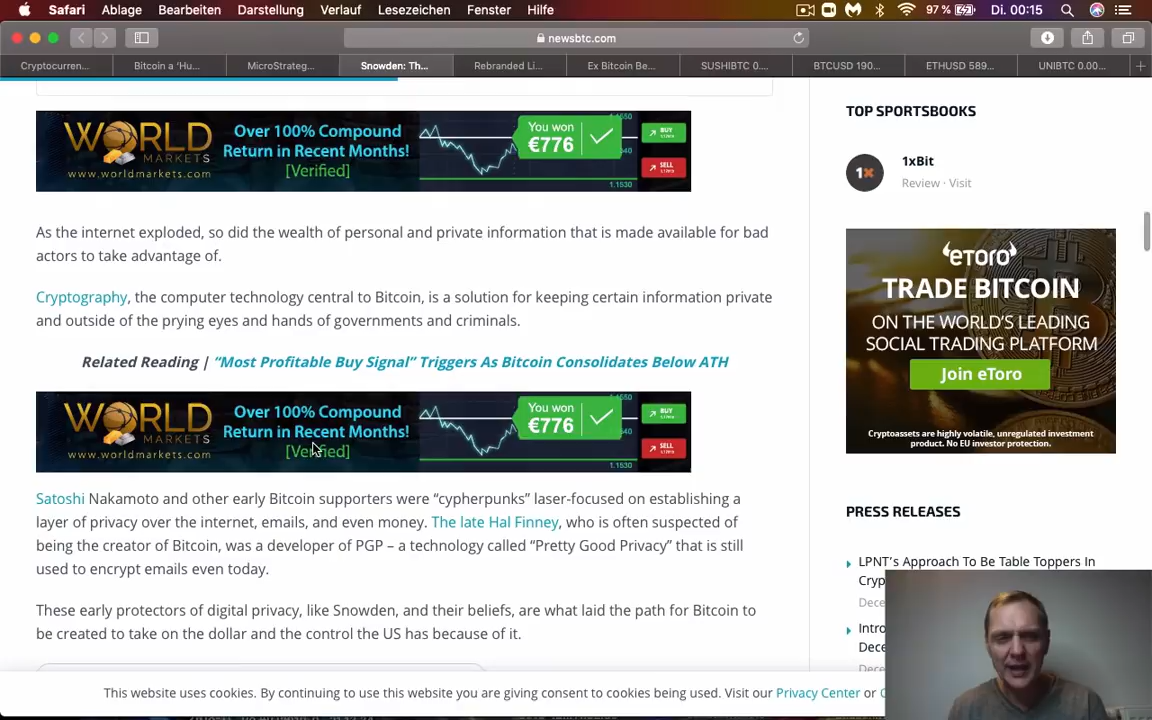 Safari Ablage Bearbeiten Darstellung Verlauf Lesezeichen Fenster Hilfe 97 % Di. 00:15
newsbtc.com
Cryptocurren... Bitcoin a 'Hu... MicroStrateg... Snowden: Th... Rebranded Li... Ex Bitcoin Be... SUSHIBTC 0.... BTCUSD 190... ETHUSD 589... UNIBTC 0.00...
WORLD
MARKETS
www.worldmarkets.com
Over 100% Compound
Return in Recent Months!
[Verified]
You won
€776
BUY
SELL
1.1530
As the internet exploded, so did the wealth of personal and private information that is made available for bad
actors to take advantage of.
Cryptography, the computer technology central to Bitcoin, is a solution for keeping certain information private
and outside of the prying eyes and hands of governments and criminals.
Related Reading | “Most Profitable Buy Signal” Triggers As Bitcoin Consolidates Below ATH
WORLD
MARKETS
www.worldmarkets.com
Over 100% Compound
Return in Recent Months!
[Verified]
You won
€776
BUY
SELL
1.1530
Satoshi Nakamoto and other early Bitcoin supporters were “cypherpunks” laser-focused on establishing a
layer of privacy over the internet, emails, and even money. The late Hal Finney, who is often suspected of
being the creator of Bitcoin, was a developer of PGP – a technology called “Pretty Good Privacy” that is still
used to encrypt emails even today.
These early protectors of digital privacy, like Snowden, and their beliefs, are what laid the path for Bitcoin to
be created to take on the dollar and the control the US has because of it.
TOP SPORTSBOOKS
1x
1xBit
Review · Visit
eToro
TRADE BITCOIN
ON THE WORLD'S LEADING
SOCIAL TRADING PLATFORM
Join eToro
Cryptoassets are highly volatile, unregulated investment
product. No EU investor protection.
PRESS RELEASES
LPNT's Approach To Be Table Toppers In
Cryp
Dece
Intro
Dece
Dece
This website uses cookies. By continuing to use this website you are giving consent to cookies being used. Visit our Privacy Center or C